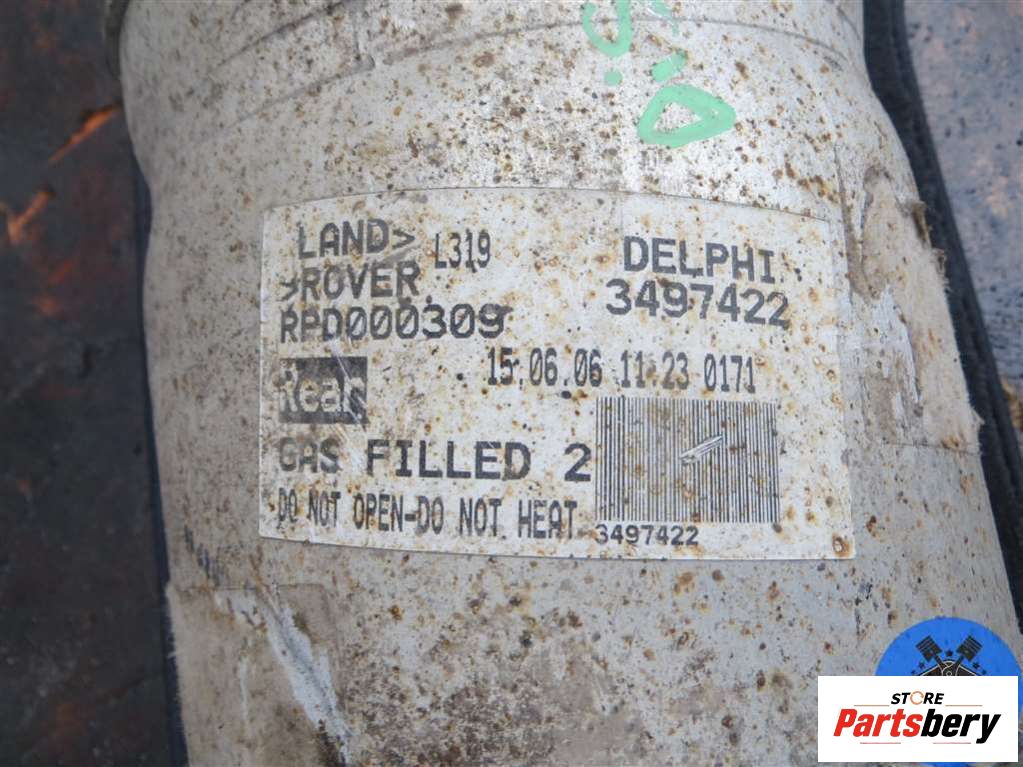 LAND> L319
>ROVER
RPD000309
Rear
DELPHI
3497422
15.06.06 11 23 0171
GAS FILLED 2
DO NOT OPEN-DO NOT HEAT
3497422
STORE
Partsbery